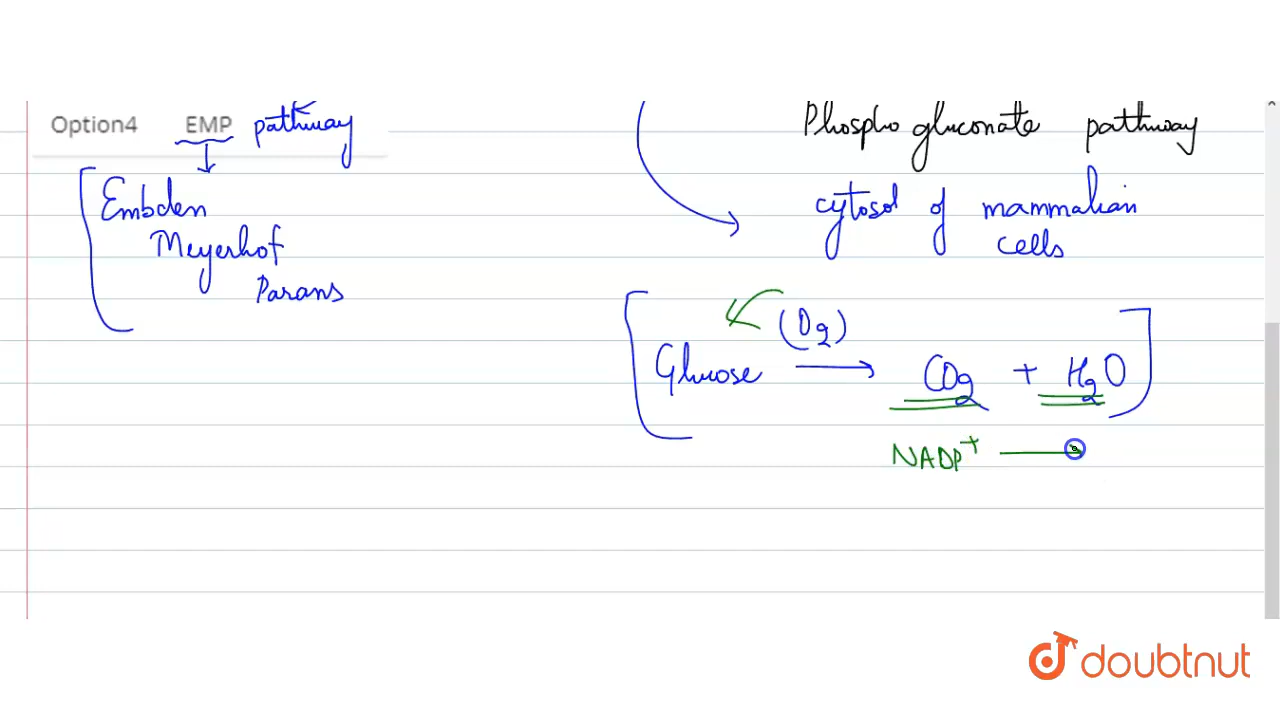 Option4 EMP pathway
Embden
Meyerhof
Parans
Phospho gluconate pathway
cytosol of mammalian
cells
(O2)
Glucose → CO2 + H2O
NADP+ →
doubtnut